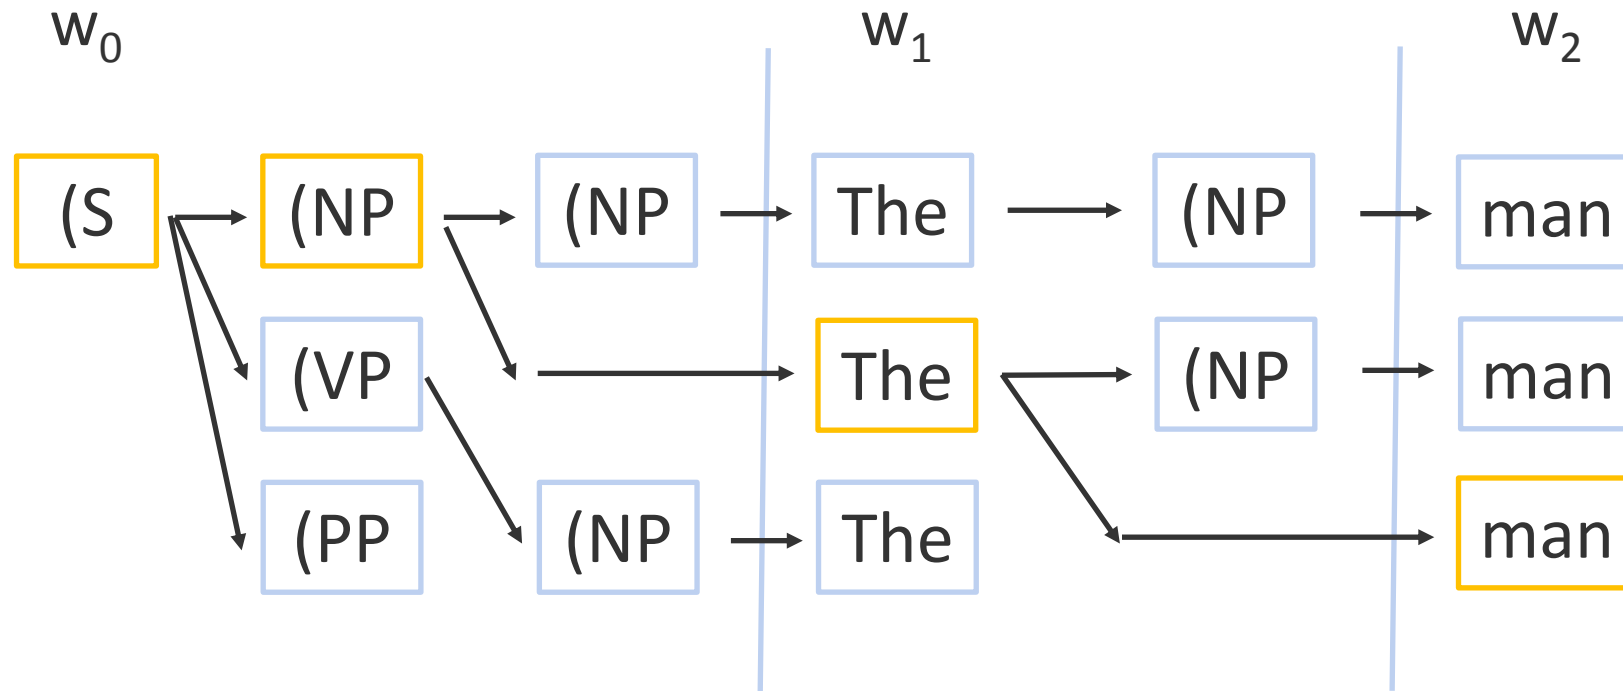 w₀ w₁ w₂
(S (NP (NP The (NP man
(VP The (NP man
(PP (NP The man